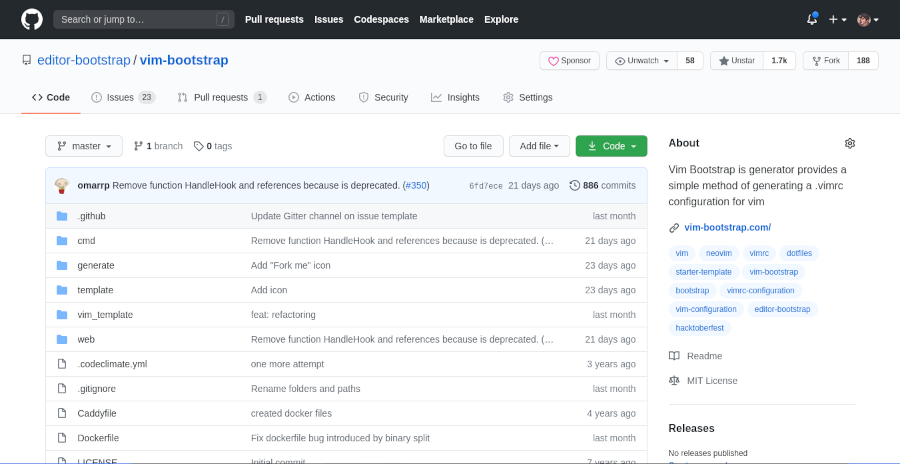 Search or jump to… /
Pull requests Issues Codespaces Marketplace Explore
editor-bootstrap / vim-bootstrap
Sponsor Unwatch 58 Unstar 1.7k Fork 188
Code Issues 23 Pull requests 1 Actions Security Insights Settings
master 1 branch 0 tags Go to file Add file Code
omarrp Remove function HandleHook and references because is deprecated. (#350) 6fd7ece 21 days ago 886 commits
.github Update Gitter channel on issue template last month
cmd Remove function HandleHook and references because is deprecated. (… 21 days ago
generate Add "Fork me" icon 23 days ago
template Add icon 23 days ago
vim_template feat: refactoring last month
web Remove function HandleHook and references because is deprecated. (… 21 days ago
.codeclimate.yml one more attempt 3 years ago
.gitignore Rename folders and paths last month
Caddyfile created docker files 4 years ago
Dockerfile Fix dockerfile bug introduced by binary split last month
LICENSE Initial commit 7 years ago
About
Vim Bootstrap is generator provides a
simple method of generating a .vimrc
configuration for vim
vim-bootstrap.com/
vim neovim vimrc dotfiles
starter-template vim-bootstrap
bootstrap vimrc-configuration
vim-configuration editor-bootstrap
hacktoberfest
Readme
MIT License
Releases
No releases published